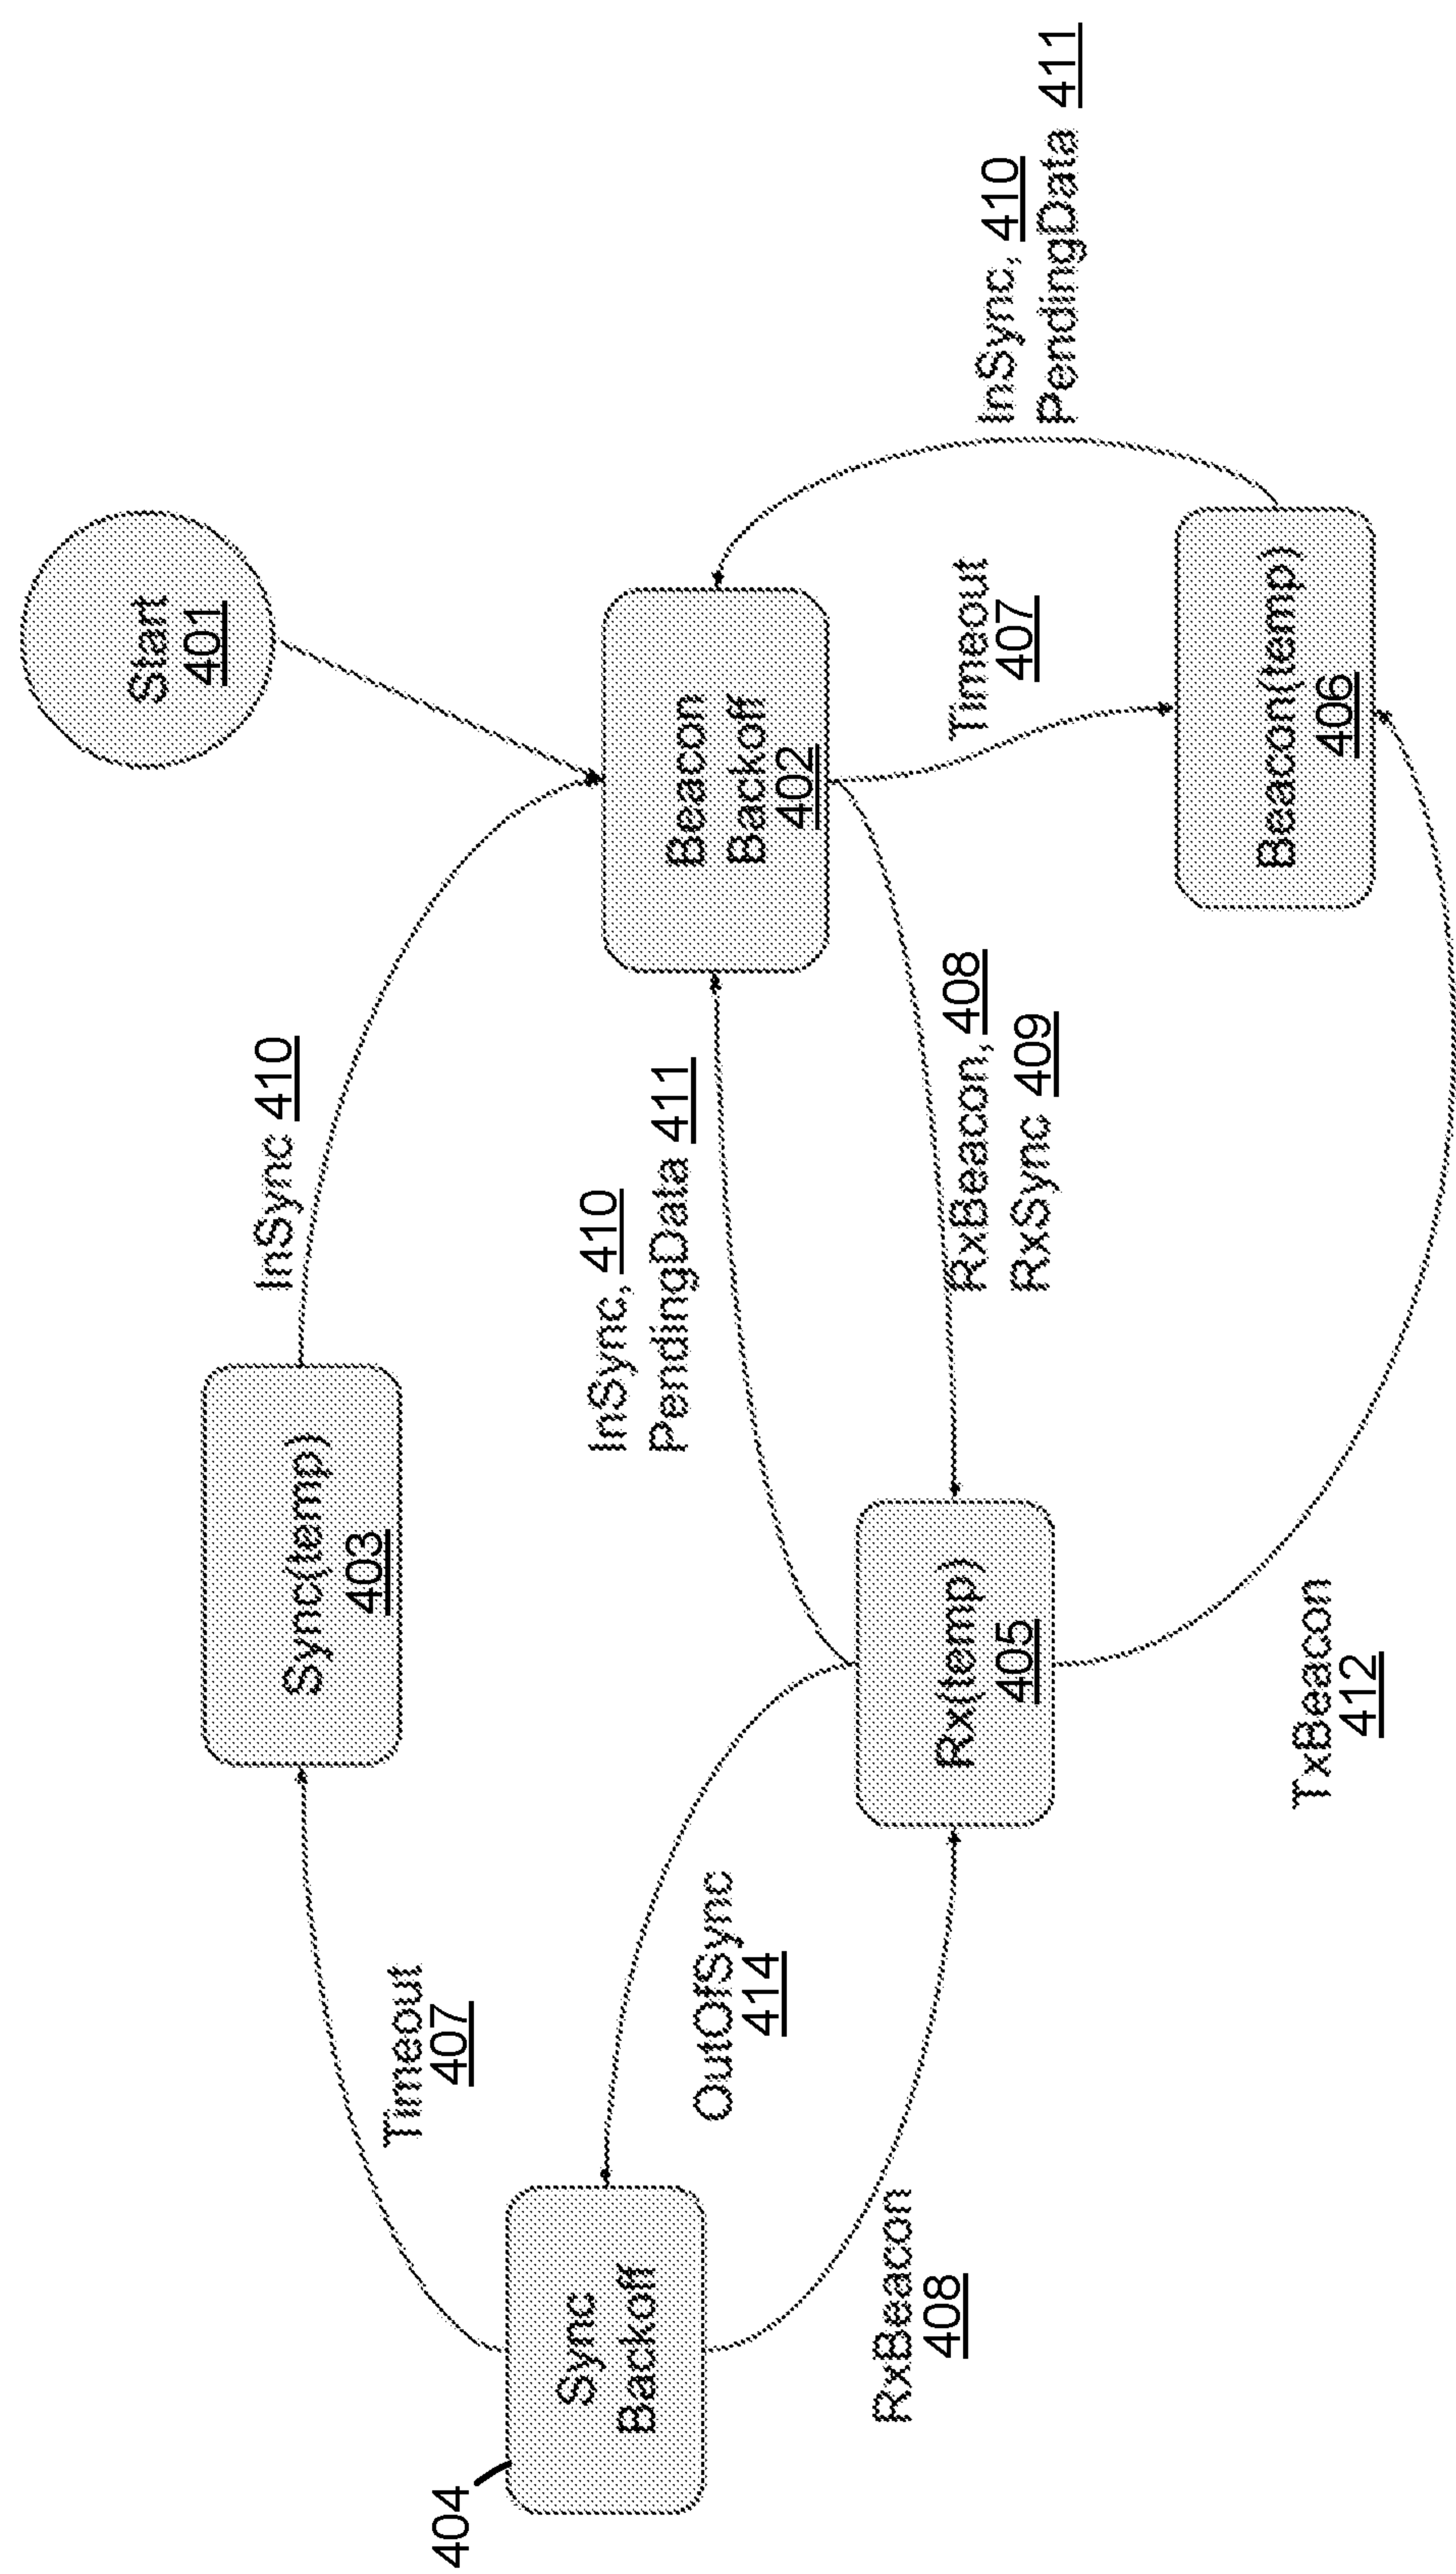 Start
401
InSync 410
Sync(temp)
403
Timeout
407
404
Sync
Backoff
OutOfSync
414
RxBeacon
408
InSync, 410
PendingData 411
Beacon
Backoff
402
InSync, 410
PendingData 411
Timeout
407
RxBeacon, 408
RxSync 409
Rx(temp)
405
Beacon(temp)
406
TxBeacon
412